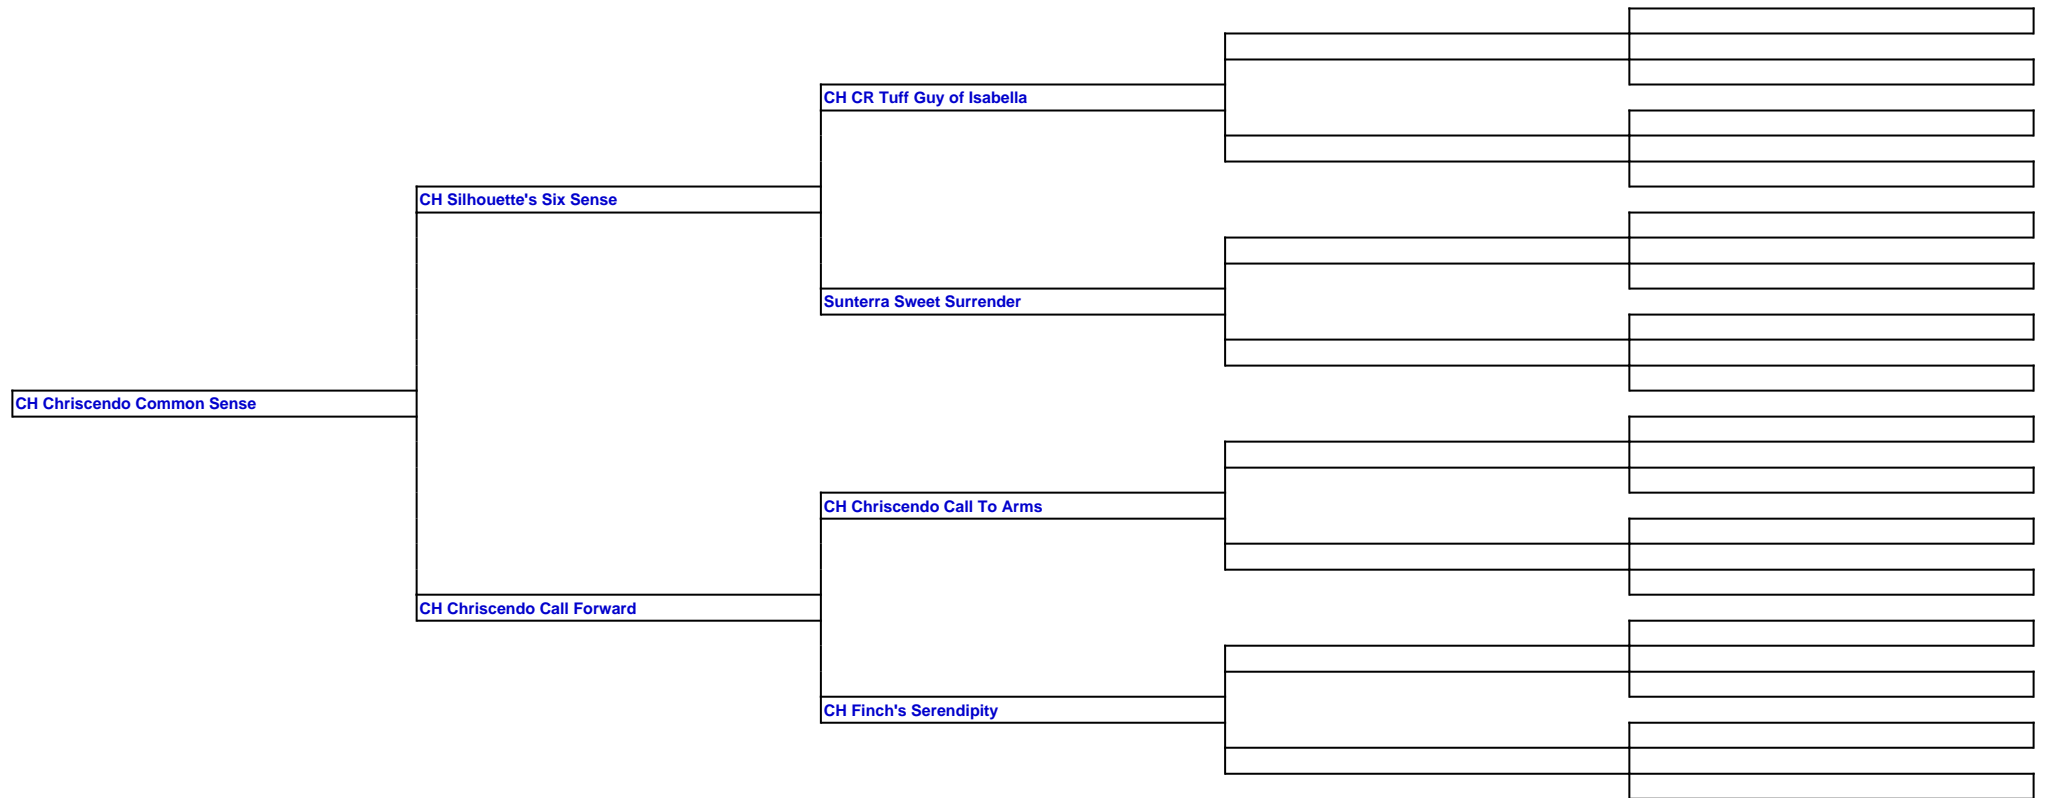 CH CR Tuff Guy of Isabella
CH Silhouette's Six Sense
Sunterra Sweet Surrender
CH Chriscendo Common Sense
CH Chriscendo Call To Arms
CH Chriscendo Call Forward
CH Finch's Serendipity